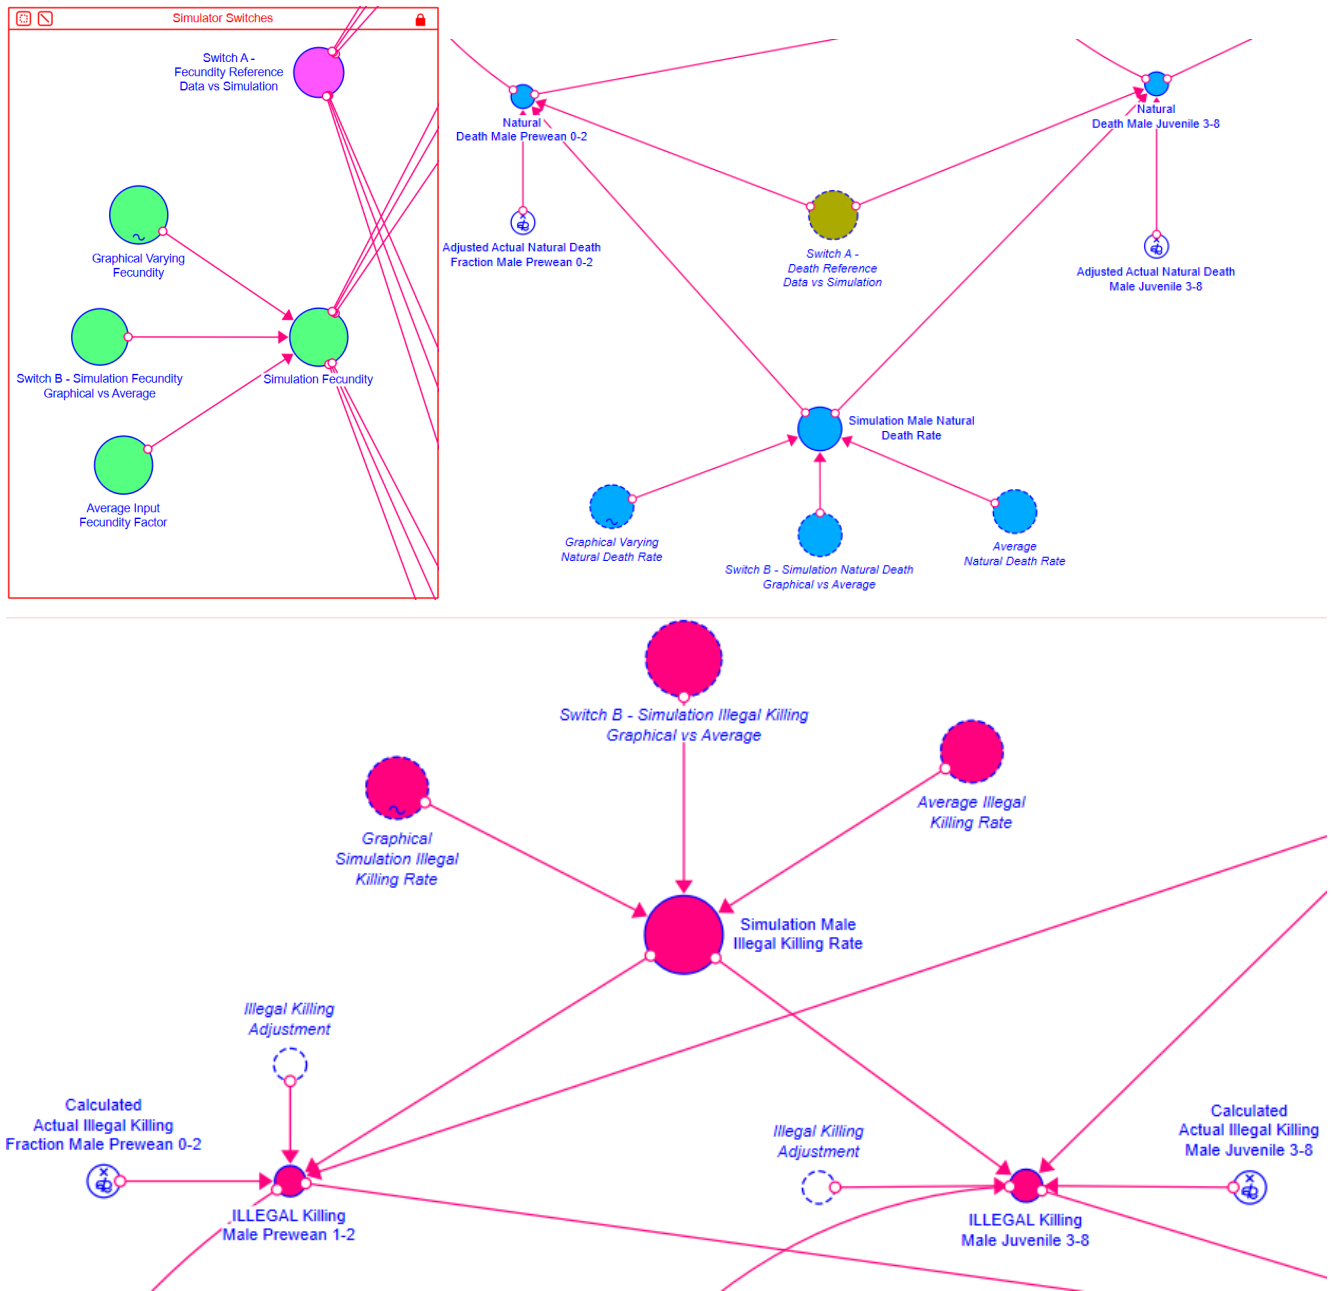 Simulator Switches
Switch A -
Fecundity Reference
Data vs Simulation
Graphical Varying
Fecundity
Switch B - Simulation Fecundity
Graphical vs Average
Simulation Fecundity
Average Input
Fecundity Factor
Natural
Death Male Prewean 0-2
Natural
Death Male Juvenile 3-8
Adjusted Actual Natural Death
Fraction Male Prewean 0-2
Switch A -
Death Reference
Data vs Simulation
Adjusted Actual Natural Death
Male Juvenile 3-8
Simulation Male Natural
Death Rate
Graphical Varying
Natural Death Rate
Switch B - Simulation Natural Death
Graphical vs Average
Average
Natural Death Rate
Switch B - Simulation Illegal Killing
Graphical vs Average
Graphical
Simulation Illegal
Killing Rate
Average Illegal
Killing Rate
Simulation Male
Illegal Killing Rate
Illegal Killing
Adjustment
Calculated
Actual Illegal Killing
Fraction Male Prewean 0-2
ILLEGAL Killing
Male Prewean 1-2
Illegal Killing
Adjustment
Calculated
Actual Illegal Killing
Male Juvenile 3-8
ILLEGAL Killing
Male Juvenile 3-8